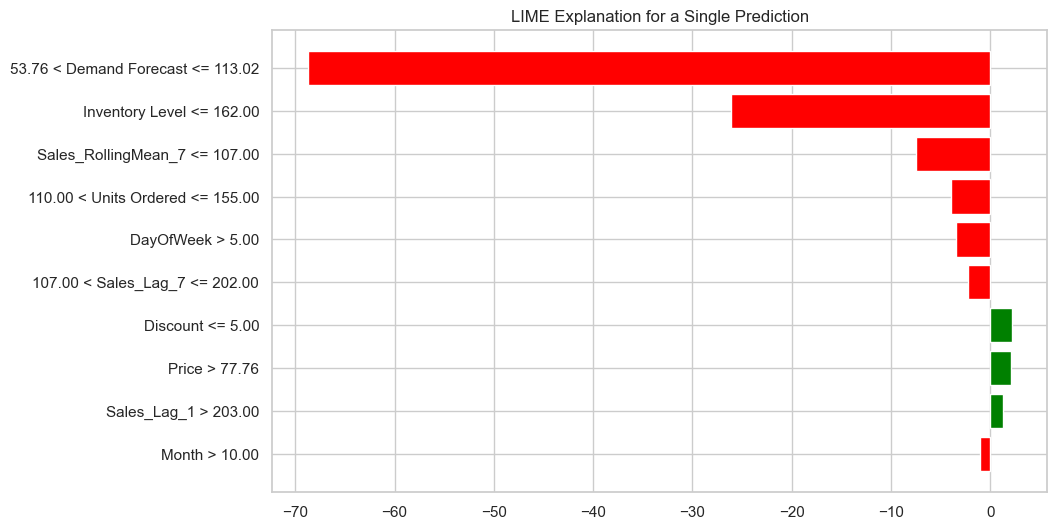 LIME Explanation for a Single Prediction
53.76 < Demand Forecast <= 113.02
Inventory Level <= 162.00
Sales_RollingMean_7 <= 107.00
110.00 < Units Ordered <= 155.00
DayOfWeek > 5.00
107.00 < Sales_Lag_7 <= 202.00
Discount <= 5.00
Price > 77.76
Sales_Lag_1 > 203.00
Month > 10.00
−70 −60 −50 −40 −30 −20 −10 0